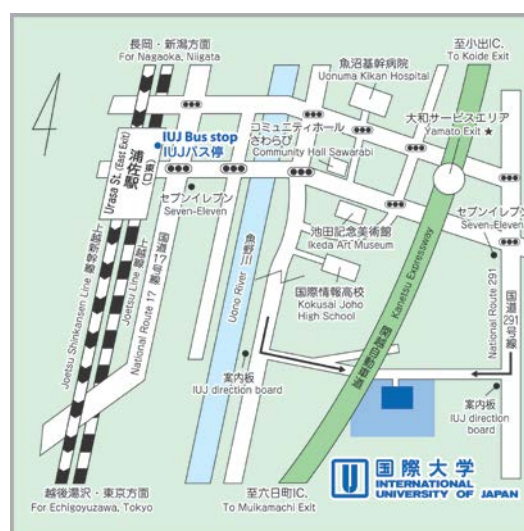 長岡・新潟方面
For Nagaoka, Niigata
魚沼基幹病院
Uonuma Kikan Hospital
至小出IC.
To Koide Exit
大和サービスエリア
Yamato Exit ★
IUJ Bus stop
IUJバス停
コミュニティホール
さわらび
Community Hall Sawarabi
浦佐駅
(東口)
Urasa St. (East Exit)
セブンイレブン
Seven-Eleven
池田記念美術館
Ikeda Art Museum
セブンイレブン
Seven-Eleven
Joetsu Shinkansen Line 上越新幹線
Joetsu Line 上越線
National Route 17 国道17号線
Uono River
魚野川
国際情報高校
Kokusai Joho
High School
Kanetsu Expressway
関越自動車道
National Route 291
国道291号線
案内板
IUJ direction board
案内板
IUJ direction
board
越後湯沢・東京方面
For Echigoyuzawa, Tokyo
至六日町IC.
To Muikamachi Exit
国際大学
INTERNATIONAL
UNIVERSITY OF JAPAN